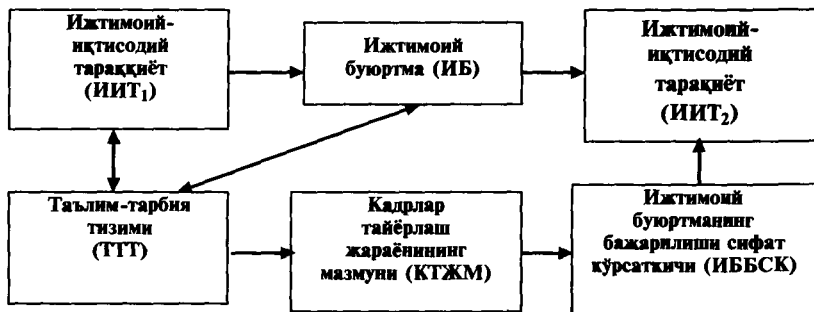 Ижтимоий-
иқтисодий
тараққиёт
(ИИТ₁)
Ижтимоий
буюртма (ИБ)
Ижтимоий-
иқтисодий
тарақиёт
(ИИТ₂)
Таълим-тарбия
тизими
(ТТТ)
Кадрлар
тайёрлаш
жараёнининг
мазмуни (КТЖМ)
Ижтимоий
буюртманинг
бажарилиши сифат
кўрсаткичи (ИББСК)